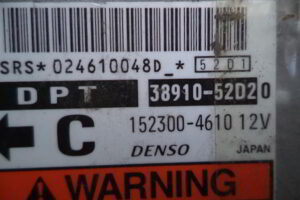 SRS*024610048D_* 5201
DPT 38910-52D20
C 152300-4610 12V
DENSO JAPAN
WARNING